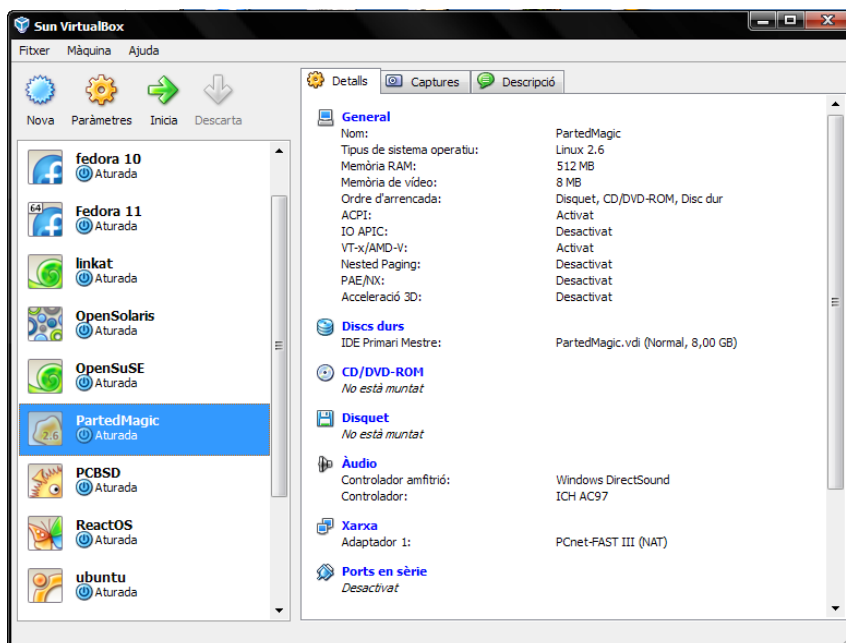 Sun VirtualBox
Fitxer Màquina Ajuda
Nova Paràmetres Inicia Descarta
fedora 10
Aturada
64
Fedora 11
Aturada
linkat
Aturada
OpenSolaris
Aturada
OpenSuSE
Aturada
2.6
PartedMagic
Aturada
PCBSD
Aturada
ReactOS
Aturada
ubuntu
Aturada
Detalls Captures Descripció
General
Nom: PartedMagic
Tipus de sistema operatiu: Linux 2.6
Memòria RAM: 512 MB
Memòria de vídeo: 8 MB
Ordre d'arrencada: Disquet, CD/DVD-ROM, Disc dur
ACPI: Activat
IO APIC: Desactivat
VT-x/AMD-V: Activat
Nested Paging: Desactivat
PAE/NX: Desactivat
Acceleració 3D: Desactivat
Discs durs
IDE Primari Mestre: PartedMagic.vdi (Normal, 8,00 GB)
CD/DVD-ROM
No està muntat
Disquet
No està muntat
Àudio
Controlador amfitrió: Windows DirectSound
Controlador: ICH AC97
Xarxa
Adaptador 1: PCnet-FAST III (NAT)
Ports en sèrie
Desactivat